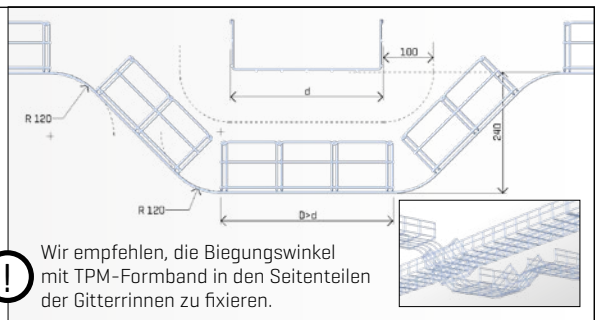 100
d
R 120
240
R 120
D>d
!
Wir empfehlen, die Biegungswinkel
mit TPM-Formband in den Seitenteilen
der Gitterrinnen zu fixieren.